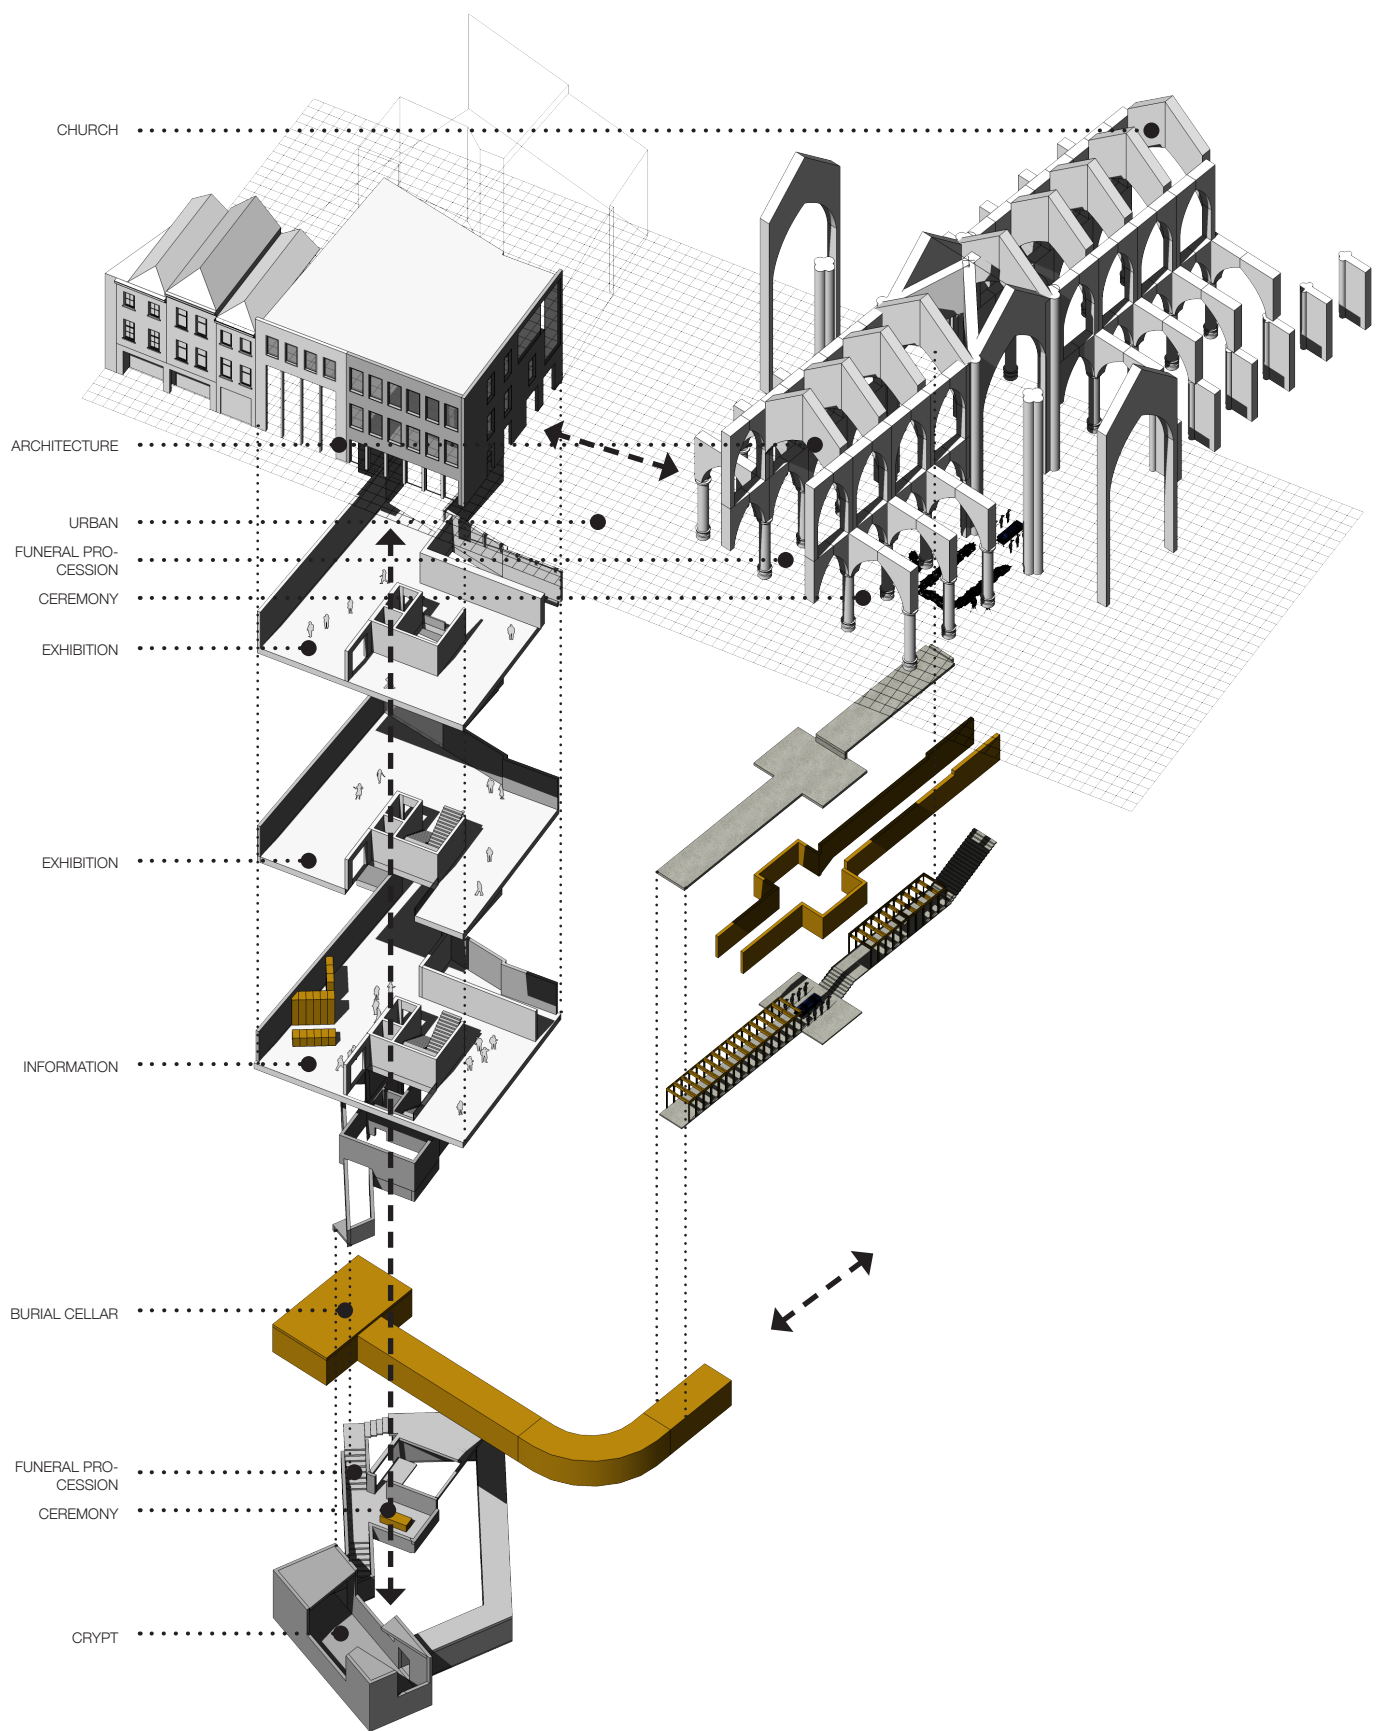 CHURCH
ARCHITECTURE
URBAN
FUNERAL PRO-
CESSION
CEREMONY
EXHIBITION
EXHIBITION
INFORMATION
BURIAL CELLAR
FUNERAL PRO-
CESSION
CEREMONY
CRYPT